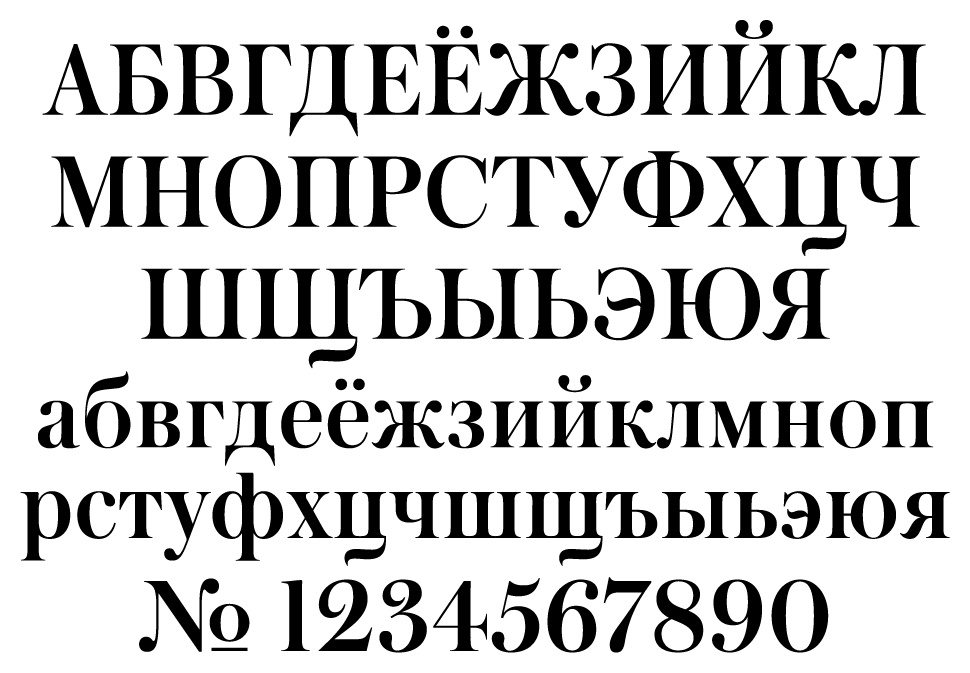 АБВГДЕЁЖЗИЙКЛ
МНОПРСТУФХЦЧ
ШЩЪЫЬЭЮЯ
абвгдеёжзийклмноп
рстуфхцчшщъыьэюя
№ 1234567890